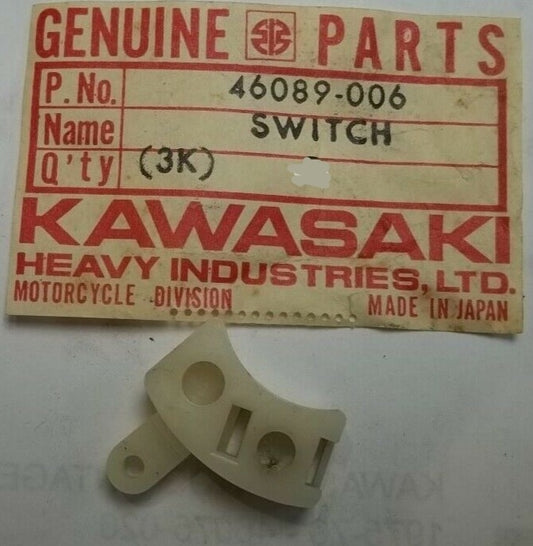 GENUINE PARTS
P. No. 46089-006
Name SWITCH
Q'ty (3K)
KAWASAKI
HEAVY INDUSTRIES, LTD.
MOTORCYCLE DIVISION MADE IN JAPAN